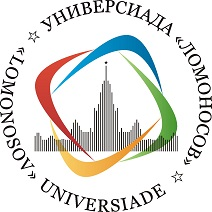 УНИВЕРСИАДА «ЛОМОНОСОВ»
UNIVERSIADE «LOMONOSOV»